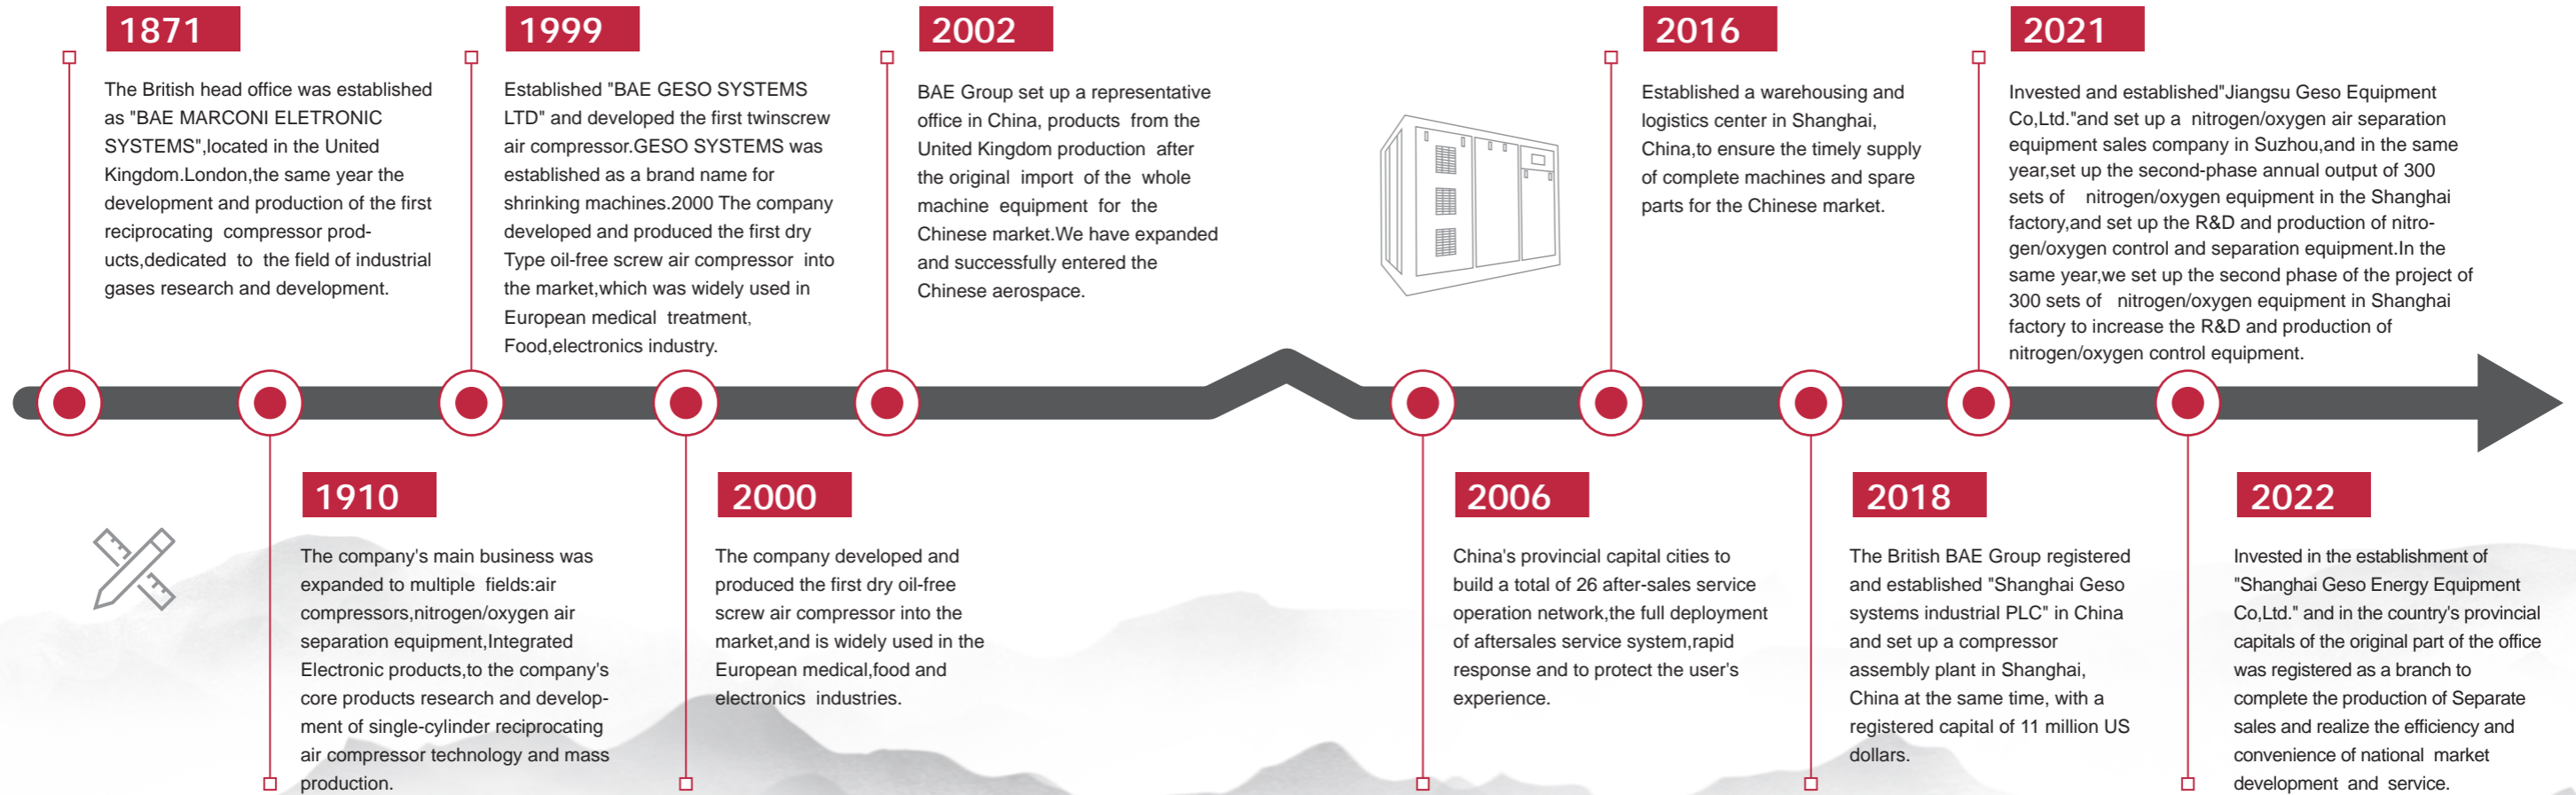 1871
The British head office was established
as "BAE MARCONI ELETRONIC
SYSTEMS",located in the United
Kingdom.London,the same year the
development and production of the first
reciprocating compressor prod-
ucts,dedicated to the field of industrial
gases research and development.
1910
The company's main business was
expanded to multiple fields:air
compressors,nitrogen/oxygen air
separation equipment,Integrated
Electronic products,to the company's
core products research and develop-
ment of single-cylinder reciprocating
air compressor technology and mass
production.
1999
Established "BAE GESO SYSTEMS
LTD" and developed the first twinscrew
air compressor.GESO SYSTEMS was
established as a brand name for
shrinking machines.2000 The company
developed and produced the first dry
Type oil-free screw air compressor into
the market,which was widely used in
European medical treatment,
Food,electronics industry.
2000
The company developed and
produced the first dry oil-free
screw air compressor into the
market,and is widely used in the
European medical,food and
electronics industries.
2002
BAE Group set up a representative
office in China, products from the
United Kingdom production after
the original import of the whole
machine equipment for the
Chinese market.We have expanded
and successfully entered the
Chinese aerospace.
2006
China's provincial capital cities to
build a total of 26 after-sales service
operation network,the full deployment
of aftersales service system,rapid
response and to protect the user's
experience.
2016
Established a warehousing and
logistics center in Shanghai,
China,to ensure the timely supply
of complete machines and spare
parts for the Chinese market.
2018
The British BAE Group registered
and established "Shanghai Geso
systems industrial PLC" in China
and set up a compressor
assembly plant in Shanghai,
China at the same time, with a
registered capital of 11 million US
dollars.
2021
Invested and established"Jiangsu Geso Equipment
Co,Ltd."and set up a nitrogen/oxygen air separation
equipment sales company in Suzhou,and in the same
year,set up the second-phase annual output of 300
sets of nitrogen/oxygen equipment in the Shanghai
factory,and set up the R&D and production of nitro-
gen/oxygen control and separation equipment.In the
same year,we set up the second phase of the project of
300 sets of nitrogen/oxygen equipment in Shanghai
factory to increase the R&D and production of
nitrogen/oxygen control equipment.
2022
Invested in the establishment of
"Shanghai Geso Energy Equipment
Co,Ltd." and in the country's provincial
capitals of the original part of the office
was registered as a branch to
complete the production of Separate
sales and realize the efficiency and
convenience of national market
development and service.